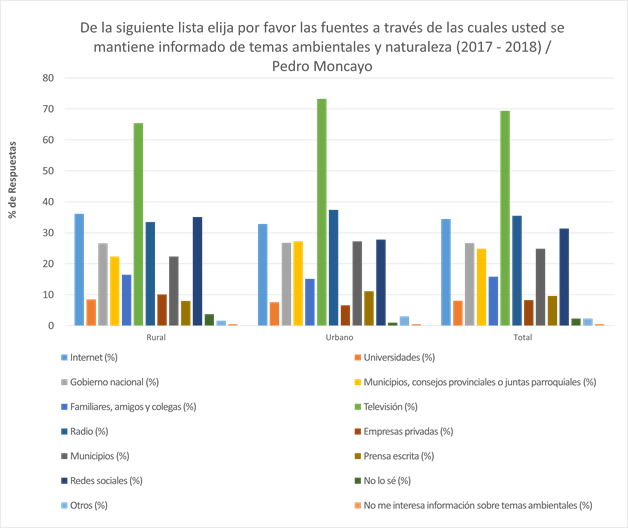 De la siguiente lista elija por favor las fuentes a través de las cuales usted se
mantiene informado de temas ambientales y naturaleza (2017 - 2018) /
Pedro Moncayo
% de Respuestas
80
70
60
50
40
30
20
10
0
Rural Urbano Total
Internet (%) Universidades (%)
Gobierno nacional (%) Municipios, consejos provinciales o juntas parroquiales (%)
Familiares, amigos y colegas (%) Televisión (%)
Radio (%) Empresas privadas (%)
Municipios (%) Prensa escrita (%)
Redes sociales (%) No lo sé (%)
Otros (%) No me interesa información sobre temas ambientales (%)